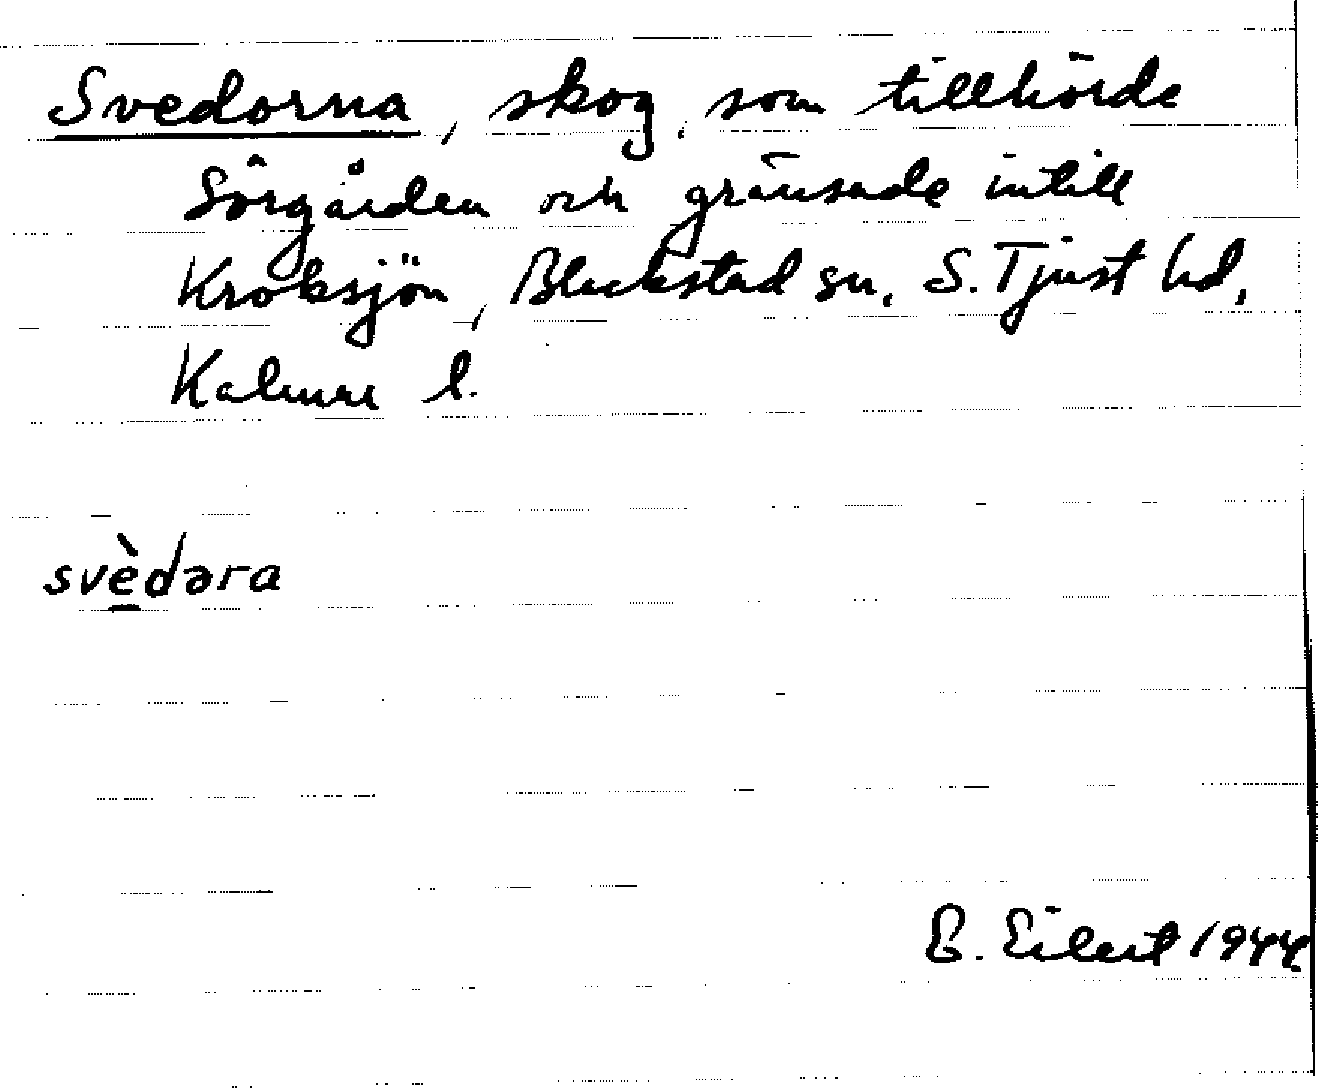 Svedorna, skog, som tillhörde
Sörgården och gränsade intill
Kroksjön, Blackstad sn, S. Tjust hd,
Kalmar l.
svèdəra
B. Eilert 1944